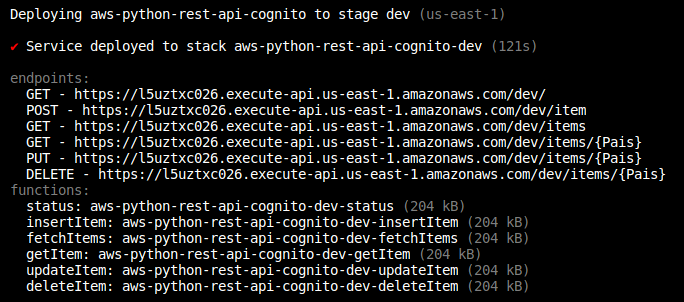 Deploying aws-python-rest-api-cognito to stage dev (us-east-1)
✔ Service deployed to stack aws-python-rest-api-cognito-dev (121s)
endpoints:
GET - https://l5uztxc026.execute-api.us-east-1.amazonaws.com/dev/
POST - https://l5uztxc026.execute-api.us-east-1.amazonaws.com/dev/item
GET - https://l5uztxc026.execute-api.us-east-1.amazonaws.com/dev/items
GET - https://l5uztxc026.execute-api.us-east-1.amazonaws.com/dev/items/{Pais}
PUT - https://l5uztxc026.execute-api.us-east-1.amazonaws.com/dev/items/{Pais}
DELETE - https://l5uztxc026.execute-api.us-east-1.amazonaws.com/dev/items/{Pais}
functions:
status: aws-python-rest-api-cognito-dev-status (204 kB)
insertItem: aws-python-rest-api-cognito-dev-insertItem (204 kB)
fetchItems: aws-python-rest-api-cognito-dev-fetchItems (204 kB)
getItem: aws-python-rest-api-cognito-dev-getItem (204 kB)
updateItem: aws-python-rest-api-cognito-dev-updateItem (204 kB)
deleteItem: aws-python-rest-api-cognito-dev-deleteItem (204 kB)